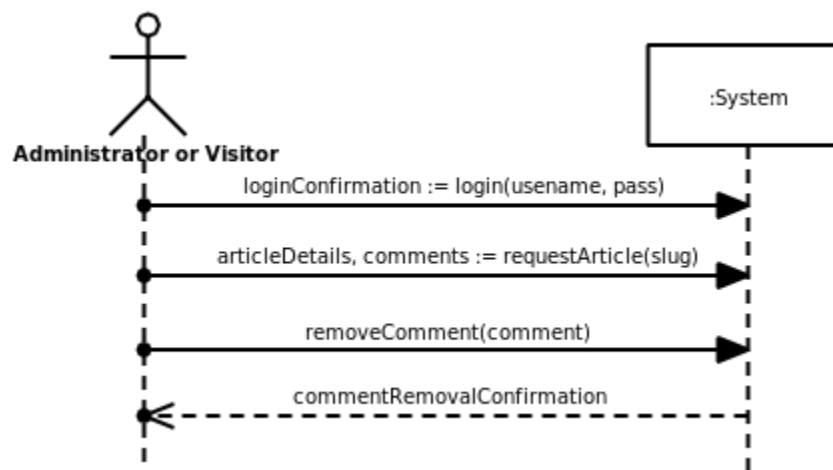 :System
Administrator or Visitor
loginConfirmation := login(usename, pass)
articleDetails, comments := requestArticle(slug)
removeComment(comment)
commentRemovalConfirmation